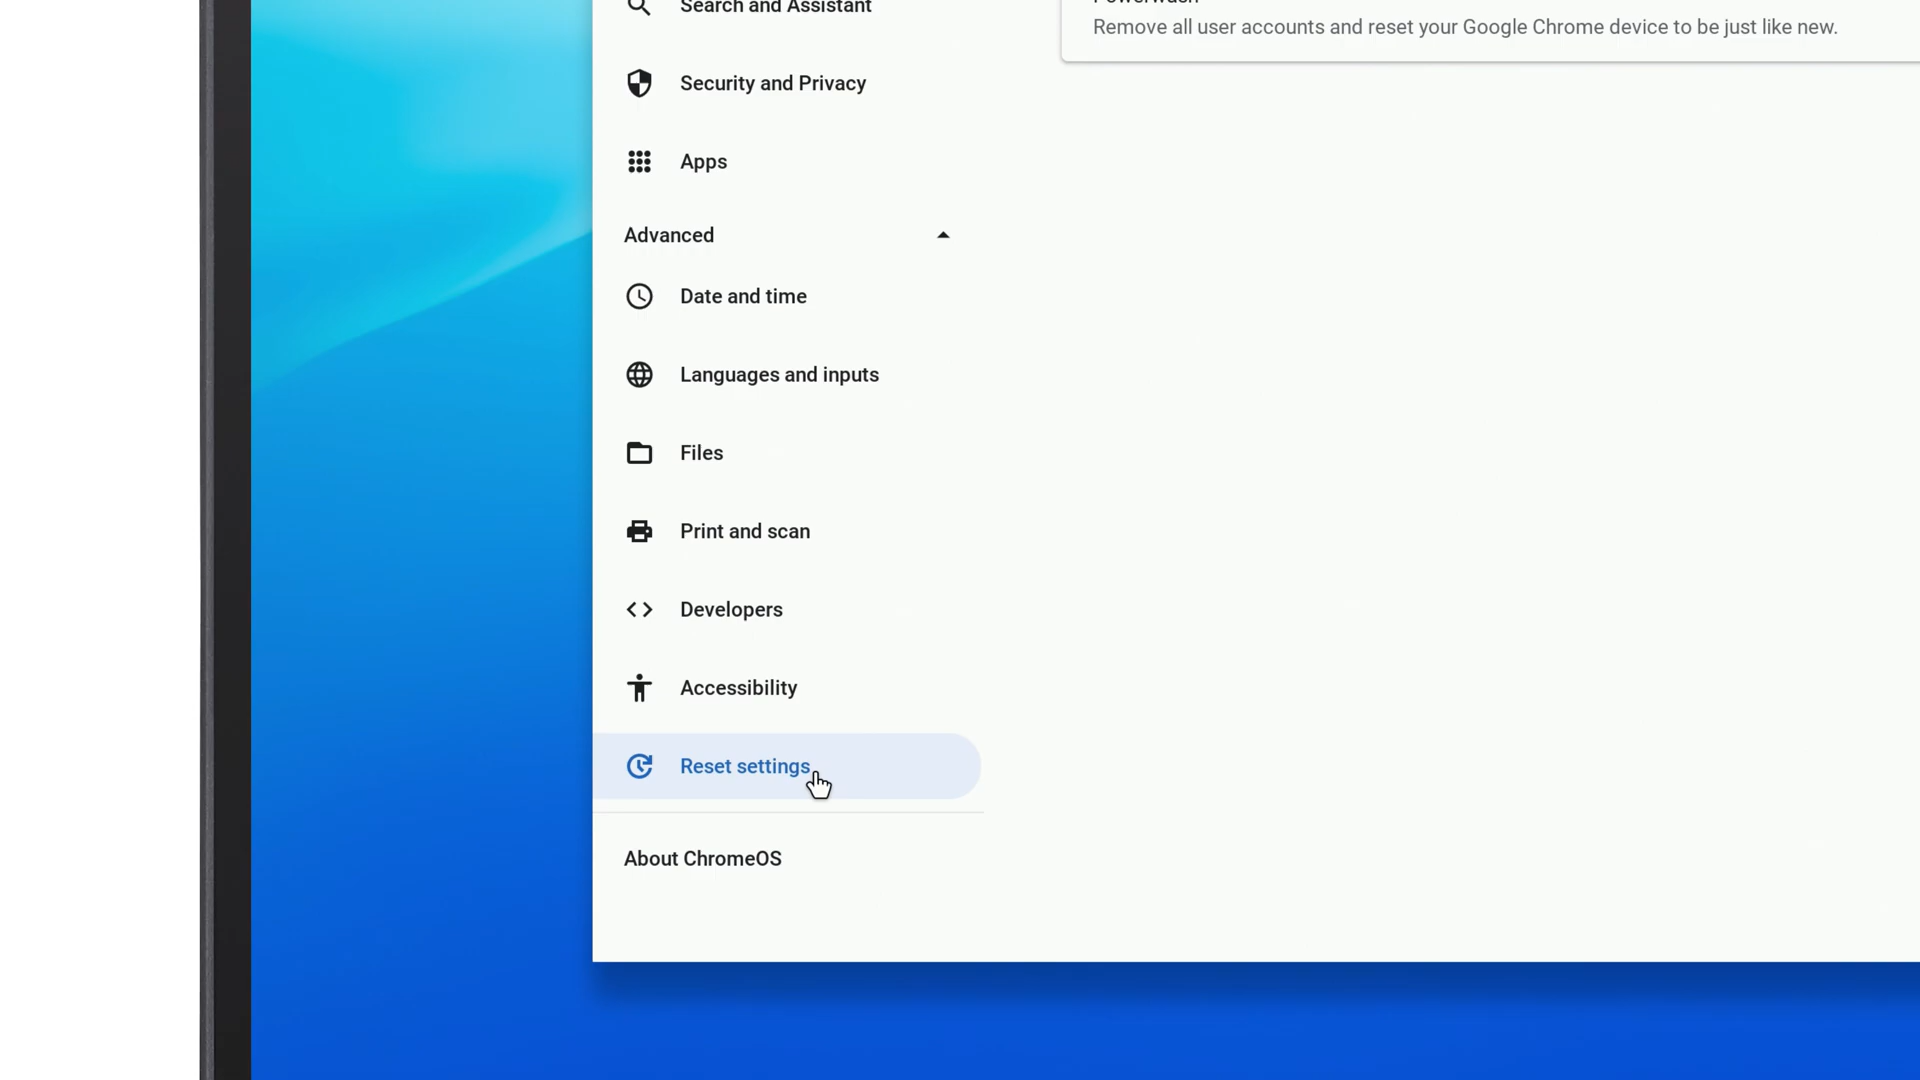 Search and Assistant
Powerwash
Remove all user accounts and reset your Google Chrome device to be just like new.
Security and Privacy
Apps
Advanced
Date and time
Languages and inputs
Files
Print and scan
Developers
Accessibility
Reset settings
About ChromeOS